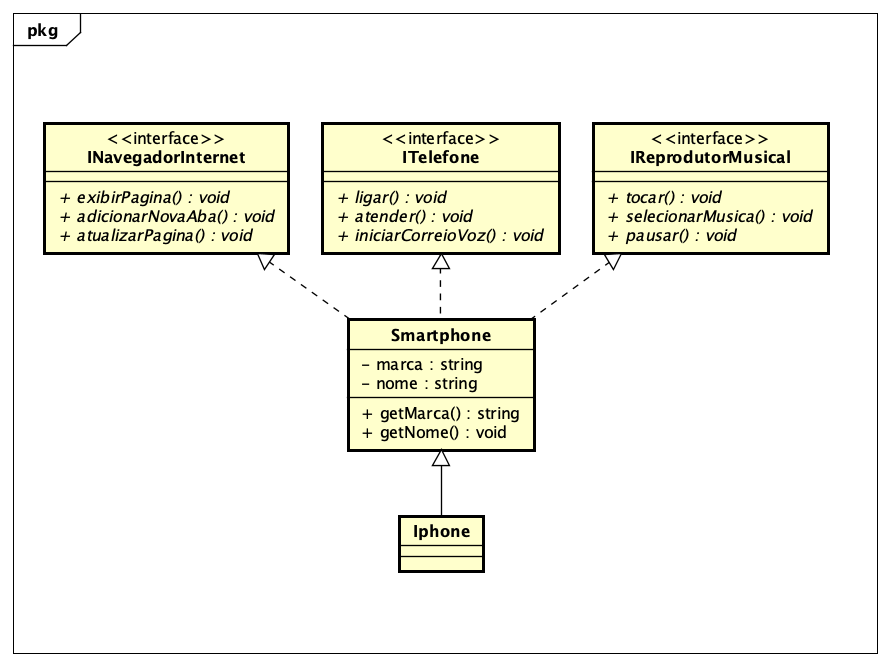 pkg
<<interface>>
INavegadorInternet
+ exibirPagina() : void
+ adicionarNovaAba() : void
+ atualizarPagina() : void
<<interface>>
ITelefone
+ ligar() : void
+ atender() : void
+ iniciarCorreioVoz() : void
<<interface>>
IReprodutorMusical
+ tocar() : void
+ selecionarMusica() : void
+ pausar() : void
Smartphone
- marca : string
- nome : string
+ getMarca() : string
+ getNome() : void
Iphone